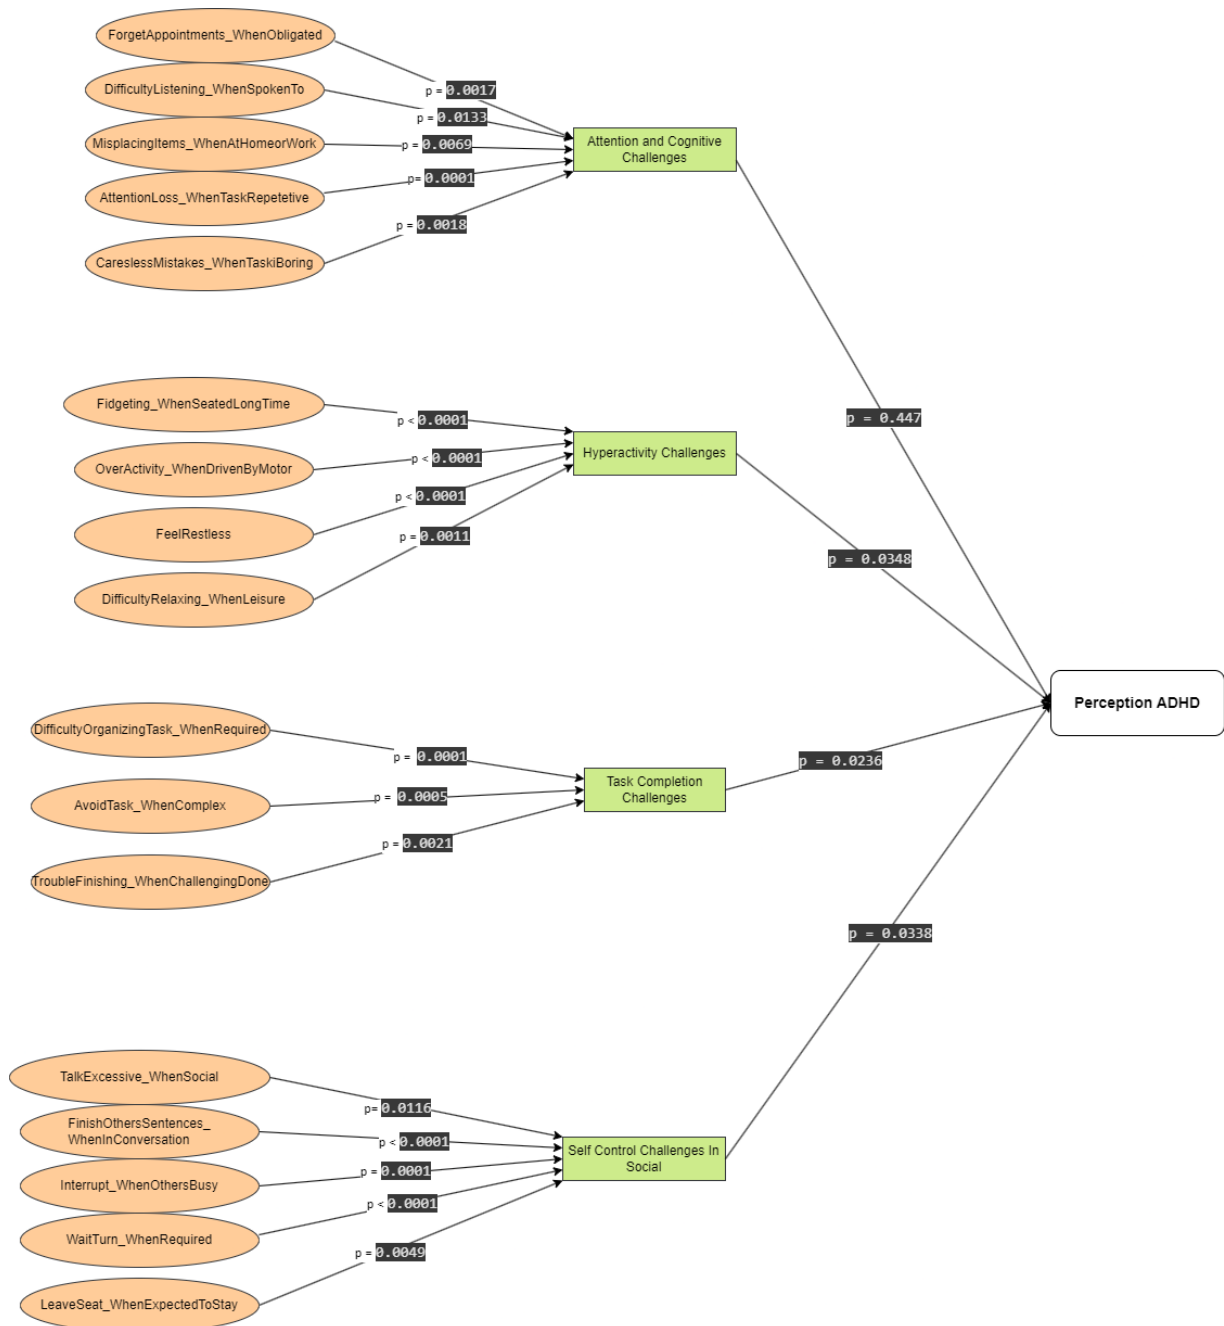 ForgetAppointments_WhenObligated
p = 0.0017
DifficultyListening_WhenSpokenTo
p = 0.0133
MisplacingItems_WhenAtHomeorWork
p = 0.0069
AttentionLoss_WhenTaskRepetetive
p= 0.0001
CareslessMistakes_WhenTaskiBoring
p = 0.0018
Attention and Cognitive
Challenges
p = 0.447
Fidgeting_WhenSeatedLongTime
p < 0.0001
OverActivity_WhenDrivenByMotor
p < 0.0001
FeelRestless
p < 0.0001
DifficultyRelaxing_WhenLeisure
p = 0.0011
Hyperactivity Challenges
p = 0.0348
Perception ADHD
DifficultyOrganizingTask_WhenRequired
p = 0.0001
AvoidTask_WhenComplex
p = 0.0005
TroubleFinishing_WhenChallengingDone
p = 0.0021
Task Completion
Challenges
p = 0.0236
p = 0.0338
TalkExcessive_WhenSocial
p= 0.0116
FinishOthersSentences_
WhenInConversation
p < 0.0001
Interrupt_WhenOthersBusy
p = 0.0001
WaitTurn_WhenRequired
p < 0.0001
LeaveSeat_WhenExpectedToStay
p = 0.0049
Self Control Challenges In
Social